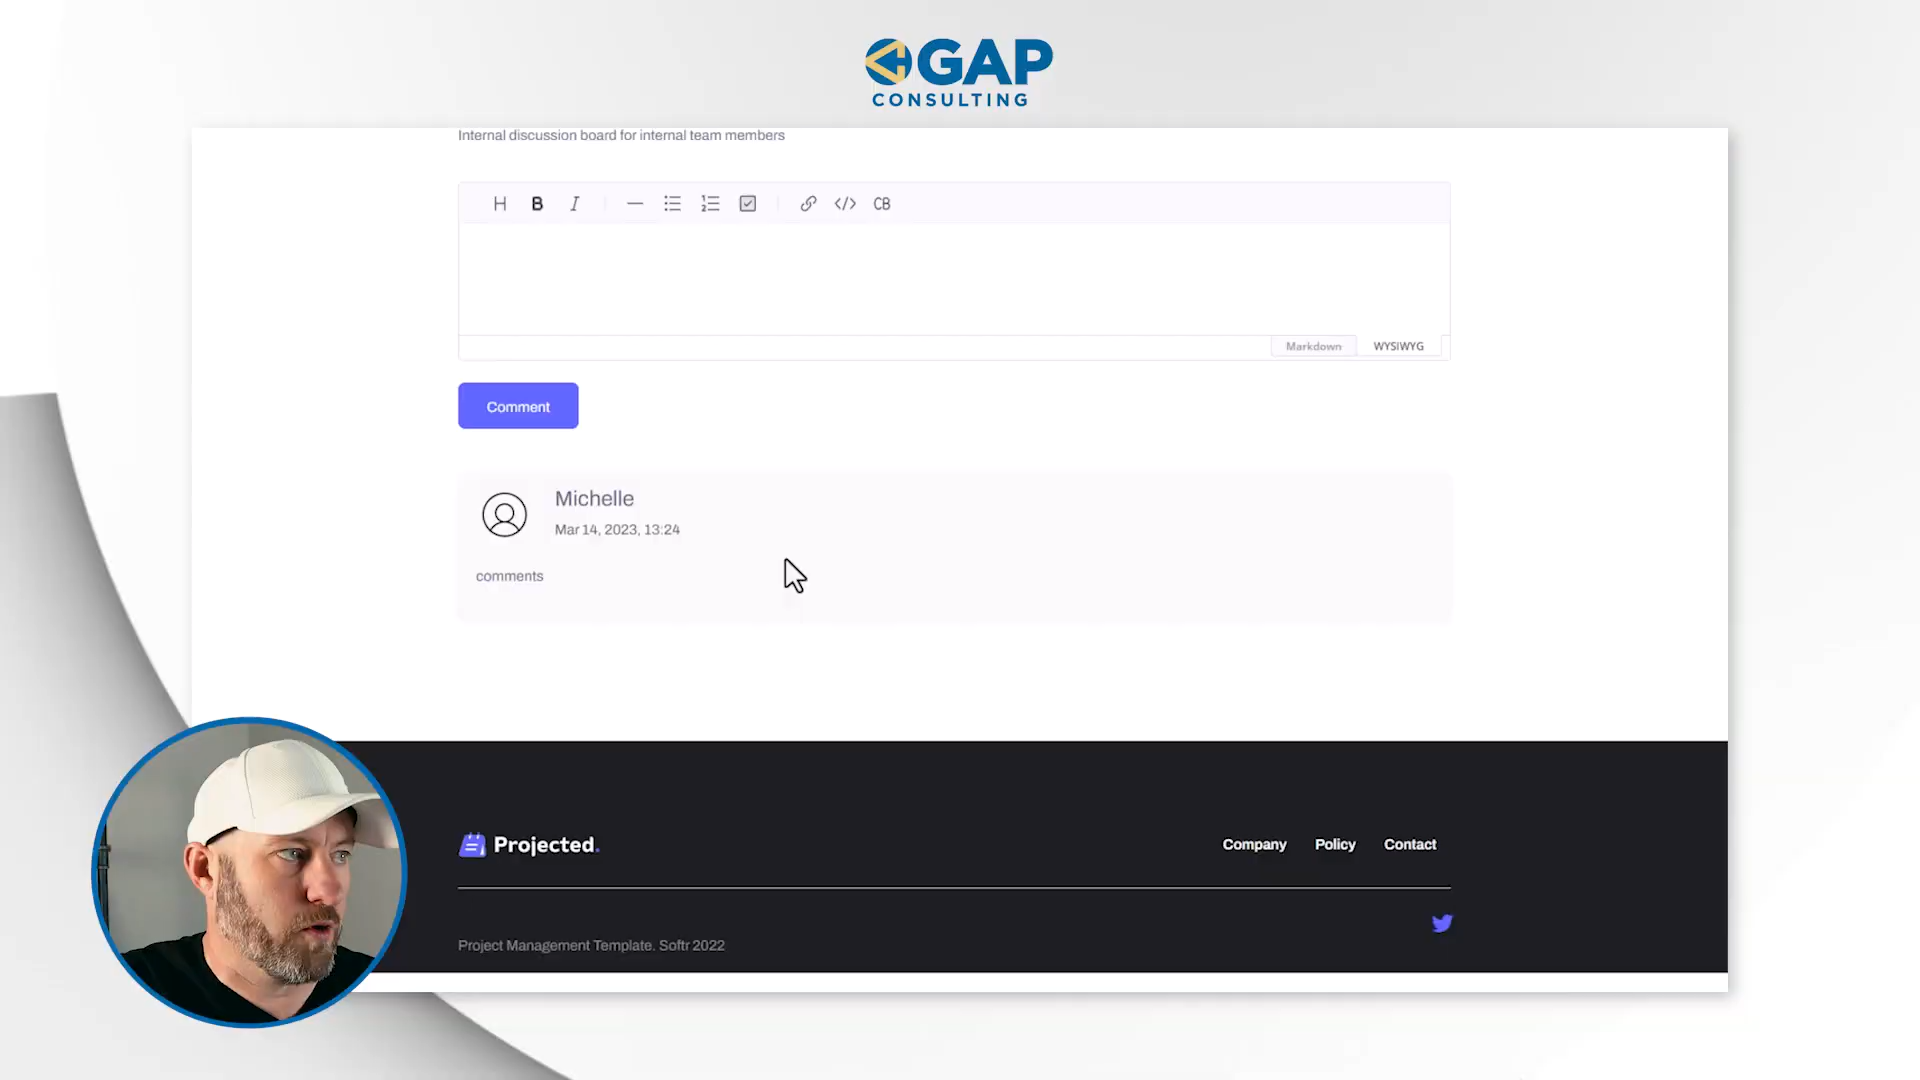 GAP
CONSULTING
Internal discussion board for internal team members
H B I CB
Markdown WYSIWYG
Comment
Michelle
Mar 14, 2023, 13:24
comments
Projected.
Company Policy Contact
Project Management Template. Softr 2022